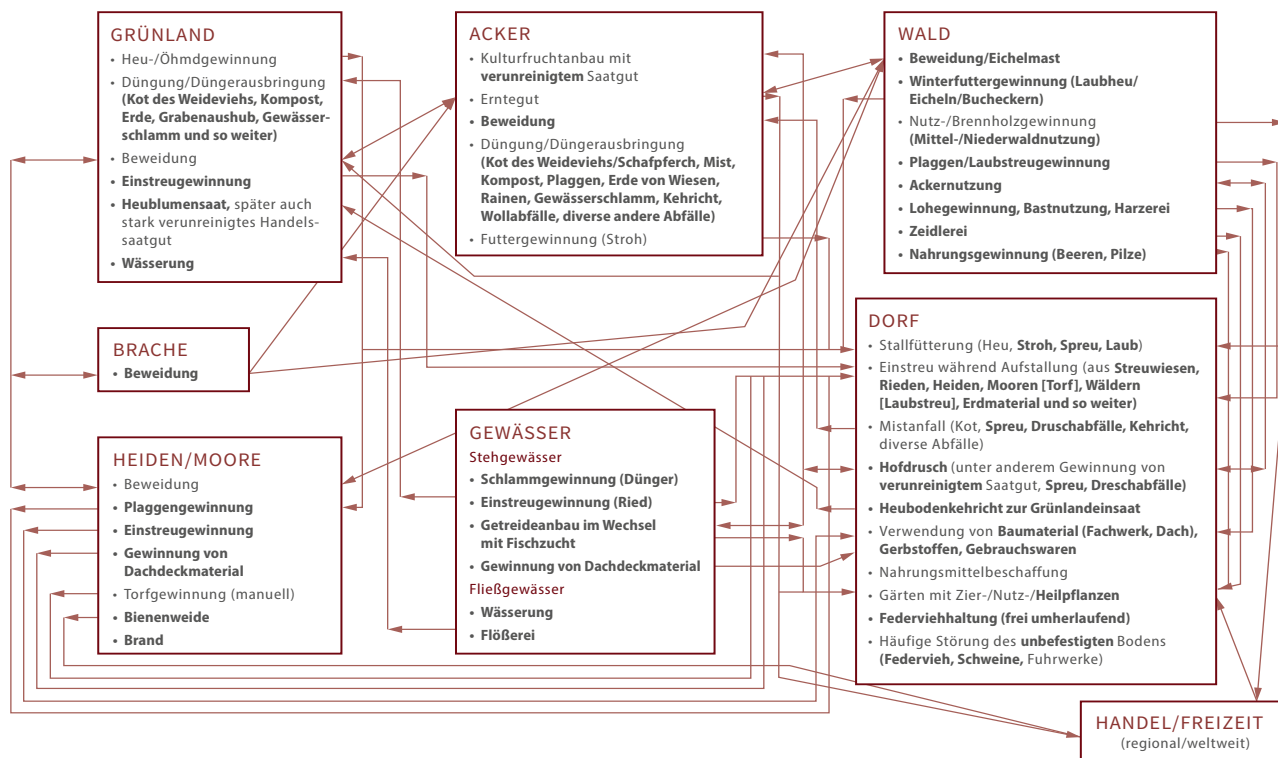 GRÜNLAND
• Heu-/Öhmdgewinnung
• Düngung/Düngerausbringung
(Kot des Weideviehs, Kompost,
Erde, Grabenaushub, Gewässer-
schlamm und so weiter)
• Beweidung
• Einstreugewinnung
• Heublumensaat, später auch
stark verunreinigtes Handels-
saatgut
• Wässerung
ACKER
• Kulturfruchtanbau mit
verunreinigtem Saatgut
• Erntegut
• Beweidung
• Düngung/Düngerausbringung
(Kot des Weideviehs/Schafpferch, Mist,
Kompost, Plaggen, Erde von Wiesen,
Rainen, Gewässerschlamm, Kehricht,
Wollabfälle, diverse andere Abfälle)
• Futtergewinnung (Stroh)
WALD
• Beweidung/Eichelmast
• Winterfuttergewinnung (Laubheu/
Eicheln/Bucheckern)
• Nutz-/Brennholzgewinnung
(Mittel-/Niederwaldnutzung)
• Plaggen/Laubstreugewinnung
• Ackernutzung
• Lohegewinnung, Bastnutzung, Harzerei
• Zeidlerei
• Nahrungsgewinnung (Beeren, Pilze)
BRACHE
• Beweidung
HEIDEN/MOORE
• Beweidung
• Plaggengewinnung
• Einstreugewinnung
• Gewinnung von
Dachdeckmaterial
• Torfgewinnung (manuell)
• Bienenweide
• Brand
GEWÄSSER
Stehgewässer
• Schlammgewinnung (Dünger)
• Einstreugewinnung (Ried)
• Getreideanbau im Wechsel
mit Fischzucht
• Gewinnung von Dachdeckmaterial
Fließgewässer
• Wässerung
• Flößerei
DORF
• Stallfütterung (Heu, Stroh, Spreu, Laub)
• Einstreu während Aufstallung (aus Streuwiesen,
Rieden, Heiden, Mooren [Torf], Wäldern
[Laubstreu], Erdmaterial und so weiter)
• Mistanfall (Kot, Spreu, Druschabfälle, Kehricht,
diverse Abfälle)
• Hofdrusch (unter anderem Gewinnung von
verunreinigtem Saatgut, Spreu, Dreschabfälle)
• Heubodenkehricht zur Grünlandeinsaat
• Verwendung von Baumaterial (Fachwerk, Dach),
Gerbstoffen, Gebrauchswaren
• Nahrungsmittelbeschaffung
• Gärten mit Zier-/Nutz-/Heilpflanzen
• Federviehhaltung (frei umherlaufend)
• Häufige Störung des unbefestigten Bodens
(Federvieh, Schweine, Fuhrwerke)
HANDEL/FREIZEIT
(regional/weltweit)